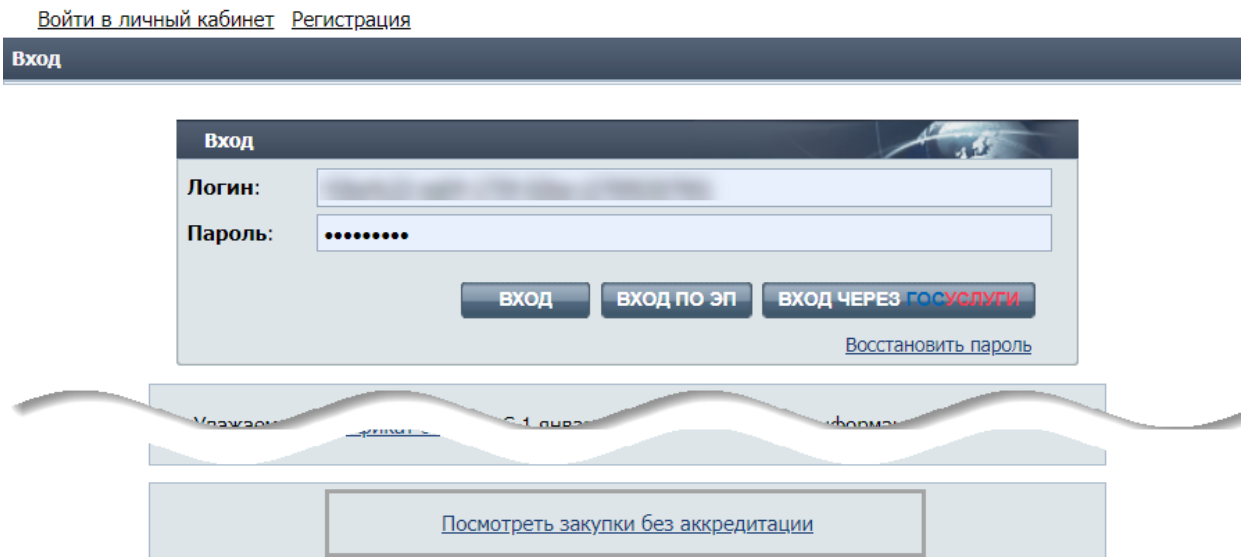 Войти в личный кабинет Регистрация
Вход
Вход
Логин:
Пароль: •••••••••
ВХОД ВХОД ПО ЭП ВХОД ЧЕРЕЗ ГОСУСЛУГИ
Восстановить пароль
С 1
Посмотреть закупки без аккредитации